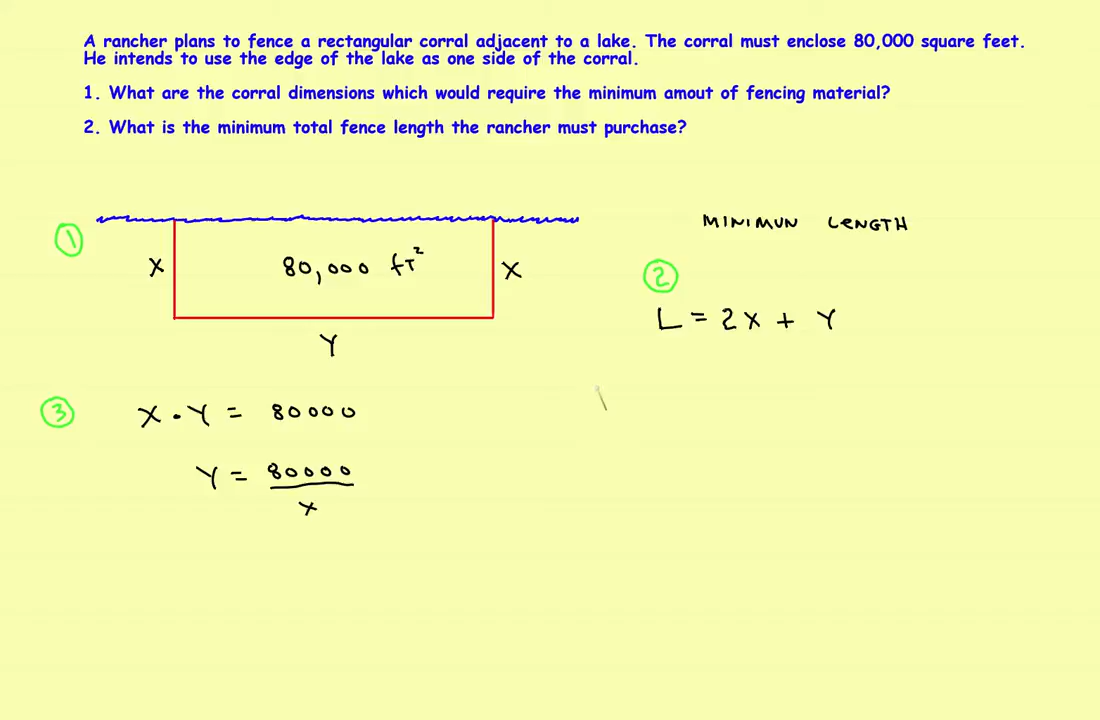 A rancher plans to fence a rectangular corral adjacent to a lake. The corral must enclose 80,000 square feet.
He intends to use the edge of the lake as one side of the corral.
1. What are the corral dimensions which would require the minimum amout of fencing material?
2. What is the minimum total fence length the rancher must purchase?
MINIMUN LENGTH
1
X 80,000 ft² X
Y
2
L = 2X + Y
3
X · Y = 80000
Y = 80000
X